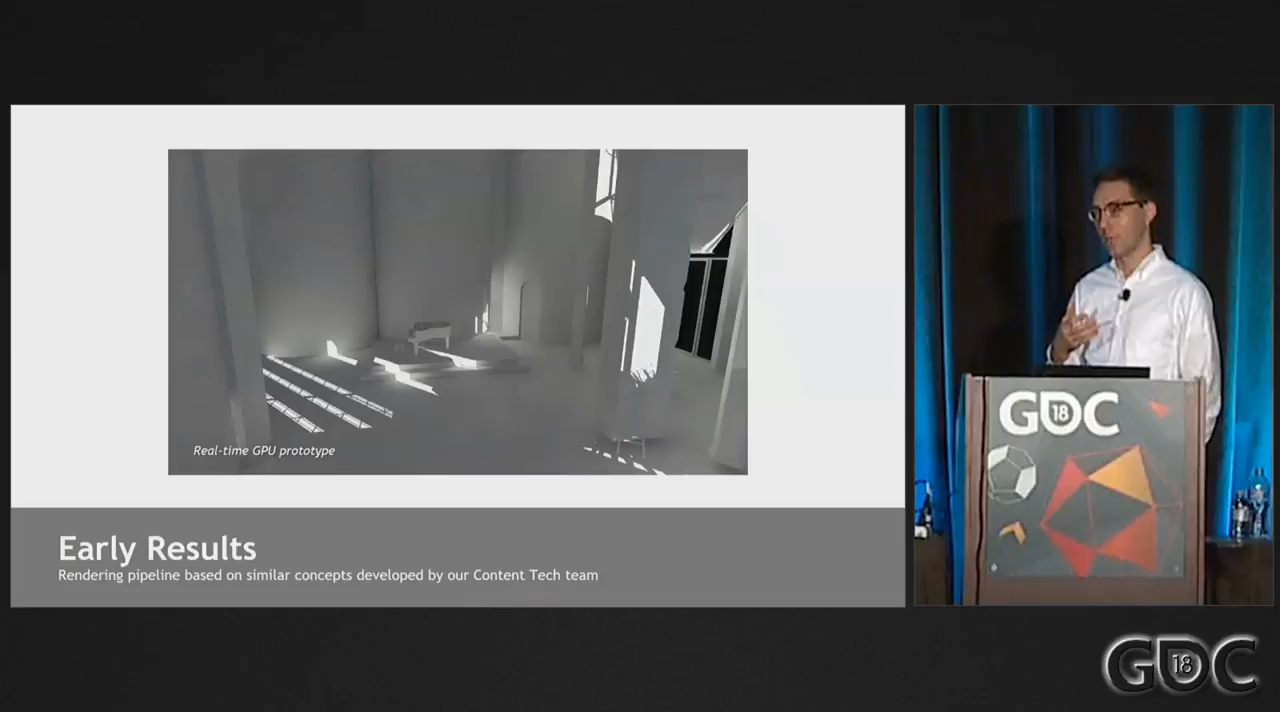 Real-time GPU prototype
Early Results
Rendering pipeline based on similar concepts developed by our Content Tech team
GDC 18
GDC 18